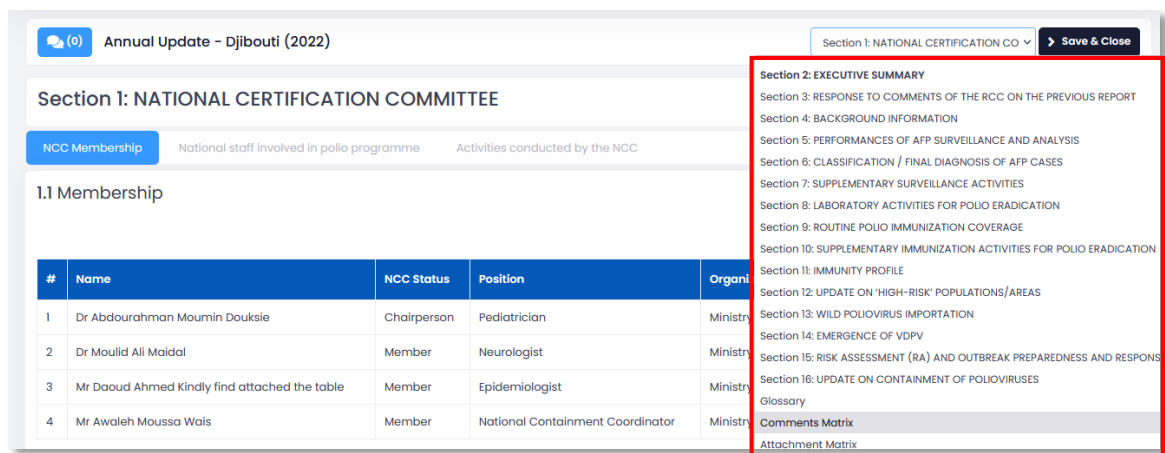 (0) Annual Update - Djibouti (2022)
Section 1: NATIONAL CERTIFICATION CO
Save & Close
Section 1: NATIONAL CERTIFICATION COMMITTEE
NCC Membership National staff involved in polio programme Activities conducted by the NCC
1.1 Membership
# Name NCC Status Position Organi
1 Dr Abdourahman Moumin Douksie Chairperson Pediatrician Ministry
2 Dr Moulid Ali Maidal Member Neurologist Ministry
3 Mr Daoud Ahmed Kindly find attached the table Member Epidemiologist Ministry
4 Mr Awaleh Moussa Wais Member National Containment Coordinator Ministry
Section 2: EXECUTIVE SUMMARY
Section 3: RESPONSE TO COMMENTS OF THE RCC ON THE PREVIOUS REPORT
Section 4: BACKGROUND INFORMATION
Section 5: PERFORMANCES OF AFP SURVEILLANCE AND ANALYSIS
Section 6: CLASSIFICATION / FINAL DIAGNOSIS OF AFP CASES
Section 7: SUPPLEMENTARY SURVEILLANCE ACTIVITIES
Section 8: LABORATORY ACTIVITIES FOR POLIO ERADICATION
Section 9: ROUTINE POLIO IMMUNIZATION COVERAGE
Section 10: SUPPLEMENTARY IMMUNIZATION ACTIVITIES FOR POLIO ERADICATION
Section 11: IMMUNITY PROFILE
Section 12: UPDATE ON ‘HIGH-RISK’ POPULATIONS/AREAS
Section 13: WILD POLIOVIRUS IMPORTATION
Section 14: EMERGENCE OF VDPV
Section 15: RISK ASSESSMENT (RA) AND OUTBREAK PREPAREDNESS AND RESPONS
Section 16: UPDATE ON CONTAINMENT OF POLIOVIRUSES
Glossary
Comments Matrix
Attachment Matrix